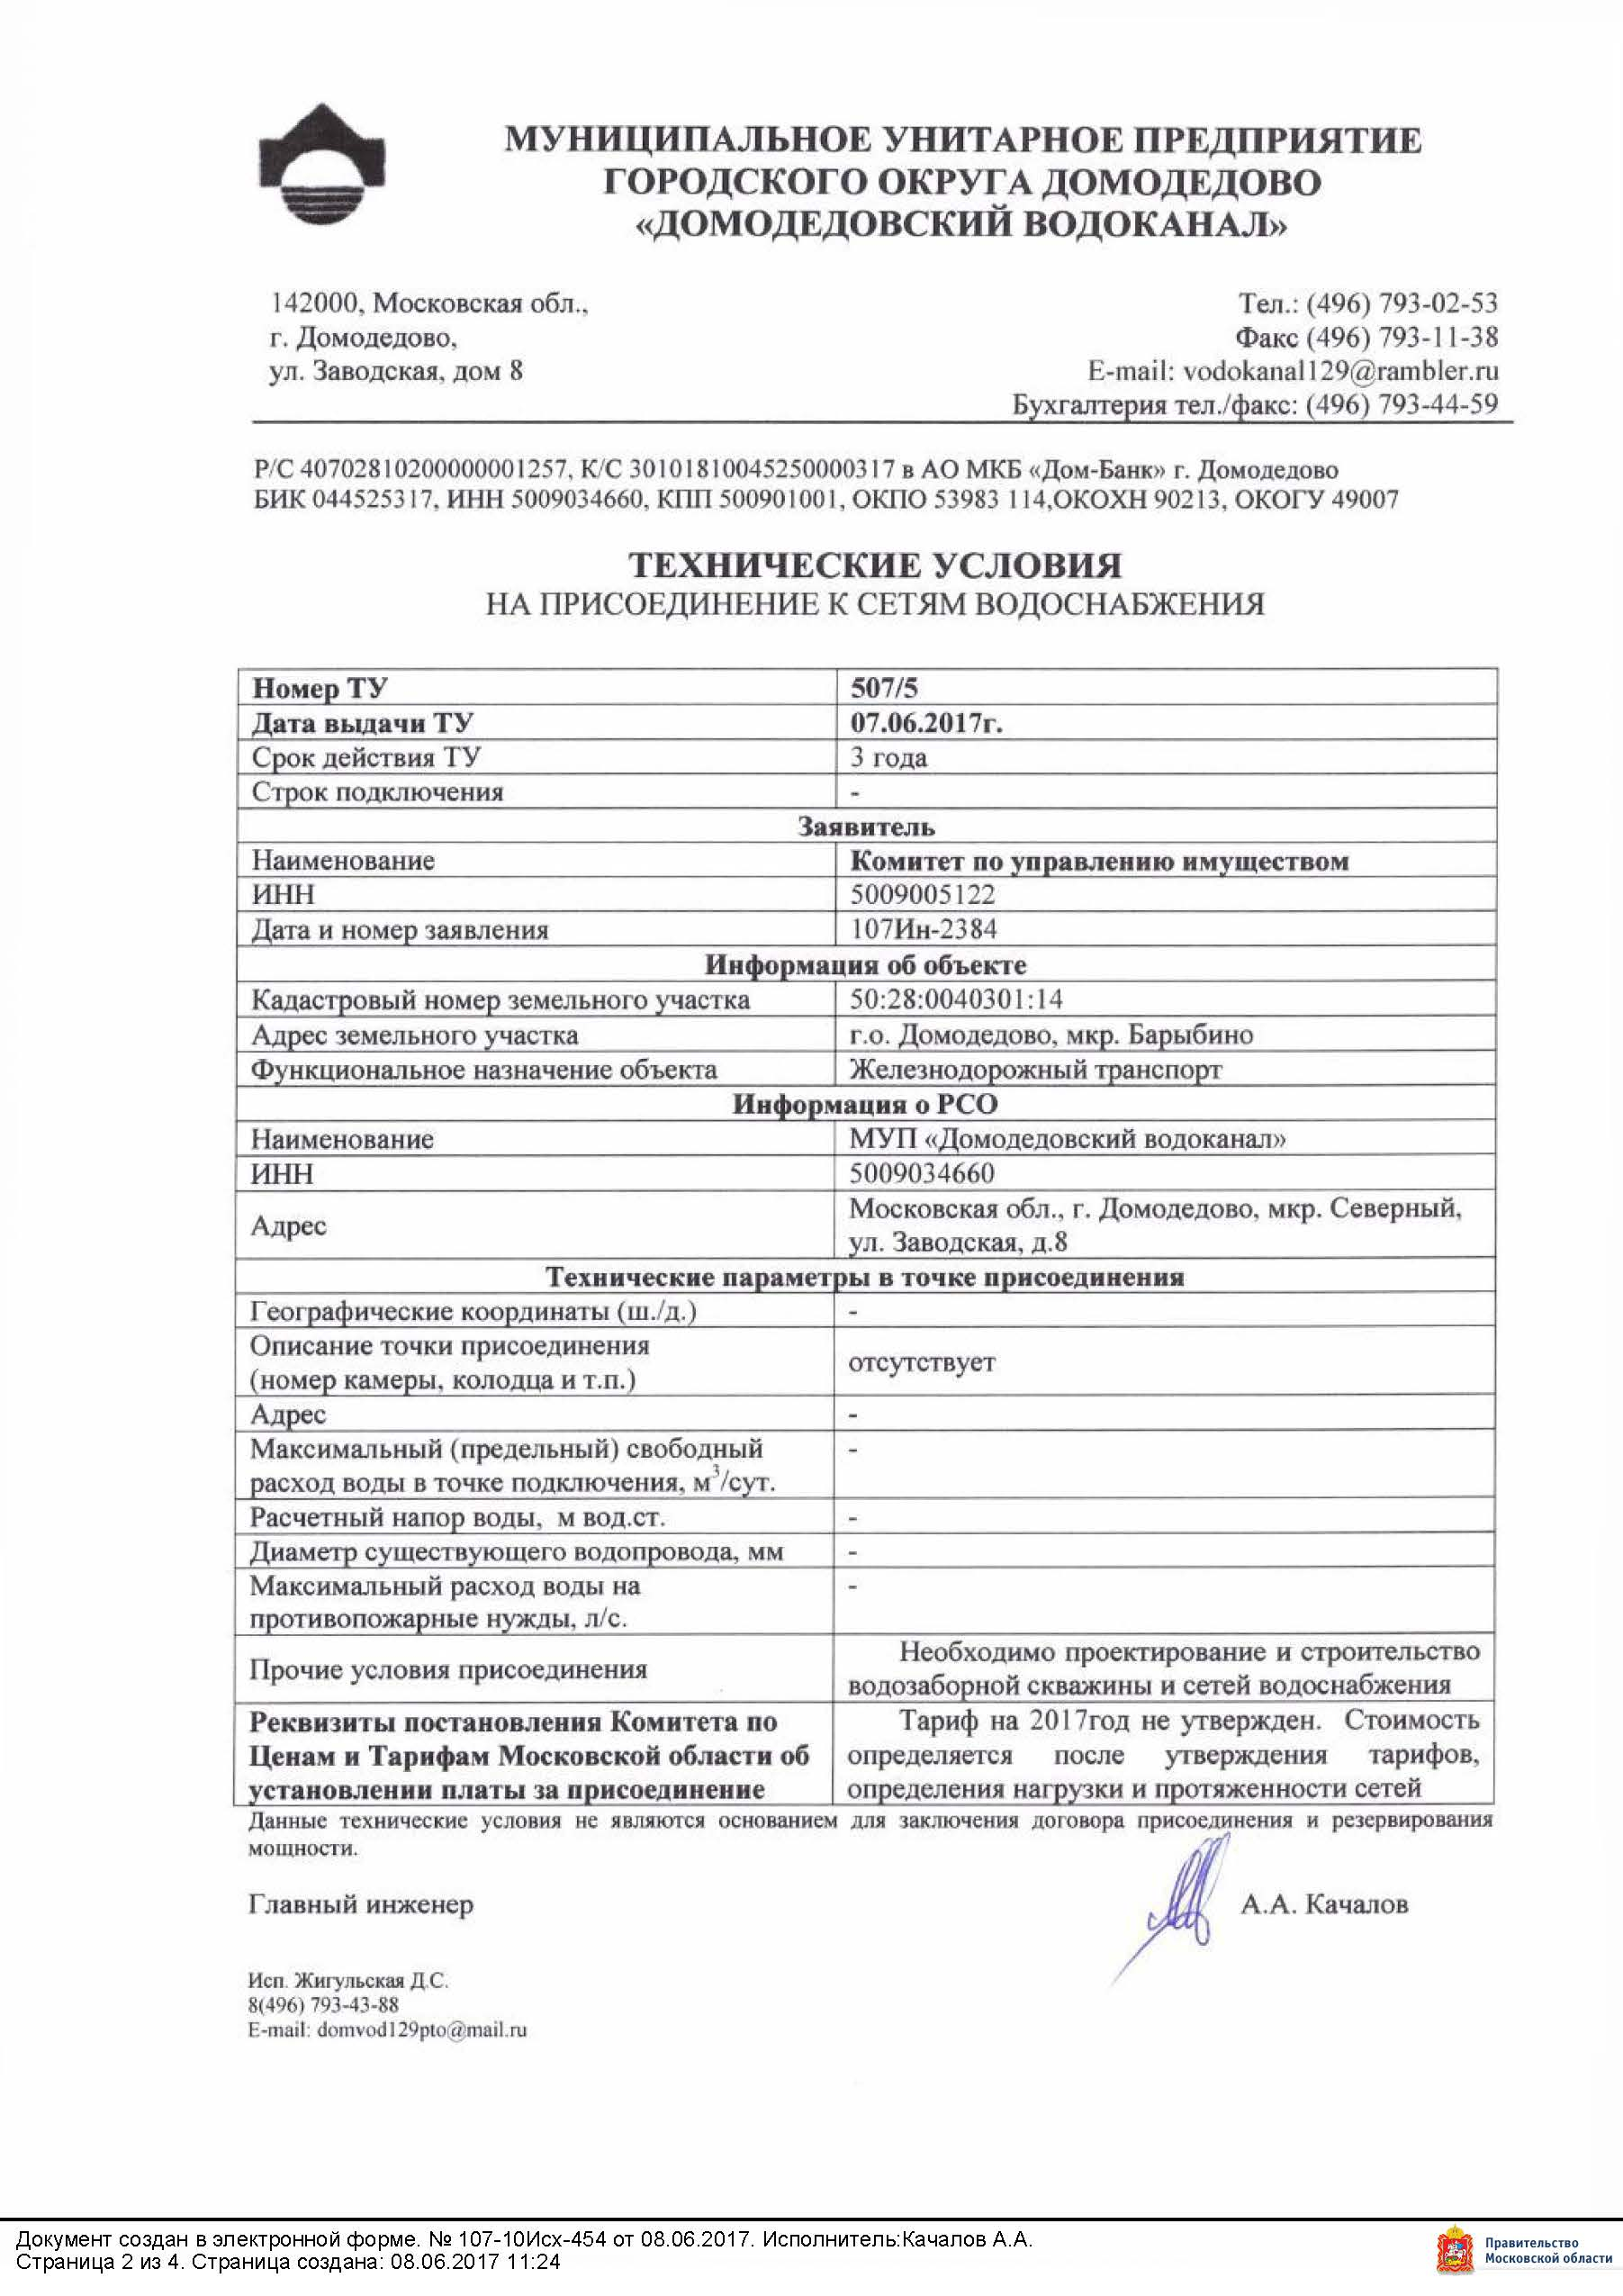 МУНИЦИПАЛЬНОЕ УНИТАРНОЕ ПРЕДПРИЯТИЕ
ГОРОДСКОГО ОКРУГА ДОМОДЕДОВО
«ДОМОДЕДОВСКИЙ ВОДОКАНАЛ»
142000, Московская обл.,
г. Домодедово,
ул. Заводская, дом 8
Тел.: (496) 793-02-53
Факс (496) 793-11-38
E-mail: vodokanal129@rambler.ru
Бухгалтерия тел./факс: (496) 793-44-59
Р/С 40702810200000001257, К/С 30101810045250000317 в АО МКБ «Дом-Банк» г. Домодедово
БИК 044525317, ИНН 5009034660, КПП 500901001, ОКПО 53983 114,ОКОХН 90213, ОКОГУ 49007
ТЕХНИЧЕСКИЕ УСЛОВИЯ
НА ПРИСОЕДИНЕНИЕ К СЕТЯМ ВОДОСНАБЖЕНИЯ
Номер ТУ 507/5
Дата выдачи ТУ 07.06.2017г.
Срок действия ТУ 3 года
Строк подключения -
Заявитель
Наименование Комитет по управлению имуществом
ИНН 5009005122
Дата и номер заявления 107Ин-2384
Информация об объекте
Кадастровый номер земельного участка 50:28:0040301:14
Адрес земельного участка г.о. Домодедово, мкр. Барыбино
Функциональное назначение объекта Железнодорожный транспорт
Информация о РСО
Наименование МУП «Домодедовский водоканал»
ИНН 5009034660
Адрес Московская обл., г. Домодедово, мкр. Северный,
ул. Заводская, д.8
Технические параметры в точке присоединения
Географические координаты (ш./д.) -
Описание точки присоединения
(номер камеры, колодца и т.п.) отсутствует
Адрес -
Максимальный (предельный) свободный -
расход воды в точке подключения, м³/сут.
Расчетный напор воды, м вод.ст. -
Диаметр существующего водопровода, мм -
Максимальный расход воды на -
противопожарные нужды, л/с.
Прочие условия присоединения Необходимо проектирование и строительство
водозаборной скважины и сетей водоснабжения
Реквизиты постановления Комитета по Тариф на 2017год не утвержден. Стоимость
Ценам и Тарифам Московской области об определяется после утверждения тарифов,
установлении платы за присоединение определения нагрузки и протяженности сетей
Данные технические условия не являются основанием для заключения договора присоединения и резервирования
мощности.
Главный инженер А.А. Качалов
Исп. Жигульская Д.С.
8(496) 793-43-88
E-mail: domvod129pto@mail.ru
Документ создан в электронной форме. № 107-10Исх-454 от 08.06.2017. Исполнитель:Качалов А.А.
Страница 2 из 4. Страница создана: 08.06.2017 11:24
Правительство
Московской области